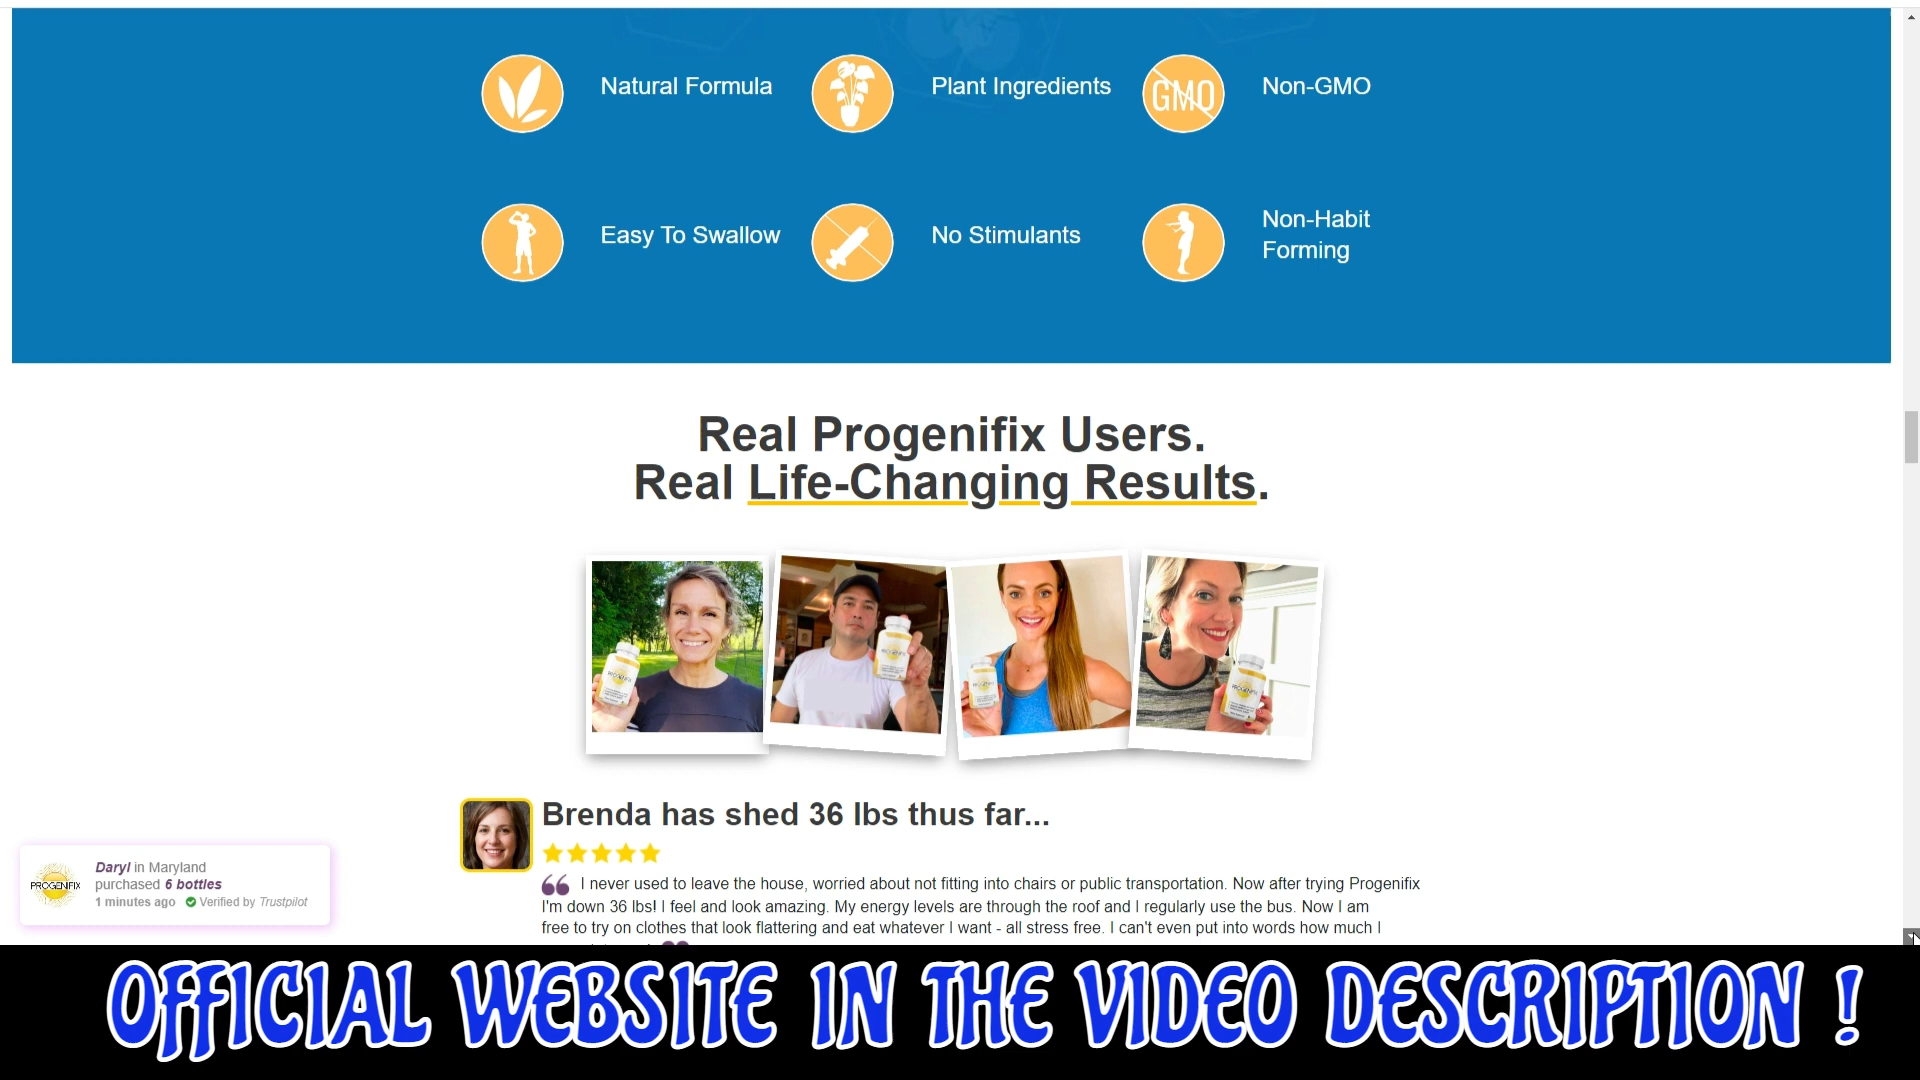 Natural Formula
Plant Ingredients
GMO
Non-GMO
Easy To Swallow
No Stimulants
Non-Habit
Forming
Real Progenifix Users.
Real Life-Changing Results.
PROGENIFIX
PROGENIFIX
PROGENIFIX
PROGENIFIX
Brenda has shed 36 lbs thus far...
I never used to leave the house, worried about not fitting into chairs or public transportation. Now after trying Progenifix
I'm down 36 lbs! I feel and look amazing. My energy levels are through the roof and I regularly use the bus. Now I am
free to try on clothes that look flattering and eat whatever I want - all stress free. I can't even put into words how much I
PROGENIFIX
Daryl in Maryland
purchased 6 bottles
1 minutes ago Verified by Trustpilot
OFFICIAL WEBSITE IN THE VIDEO DESCRIPTION !